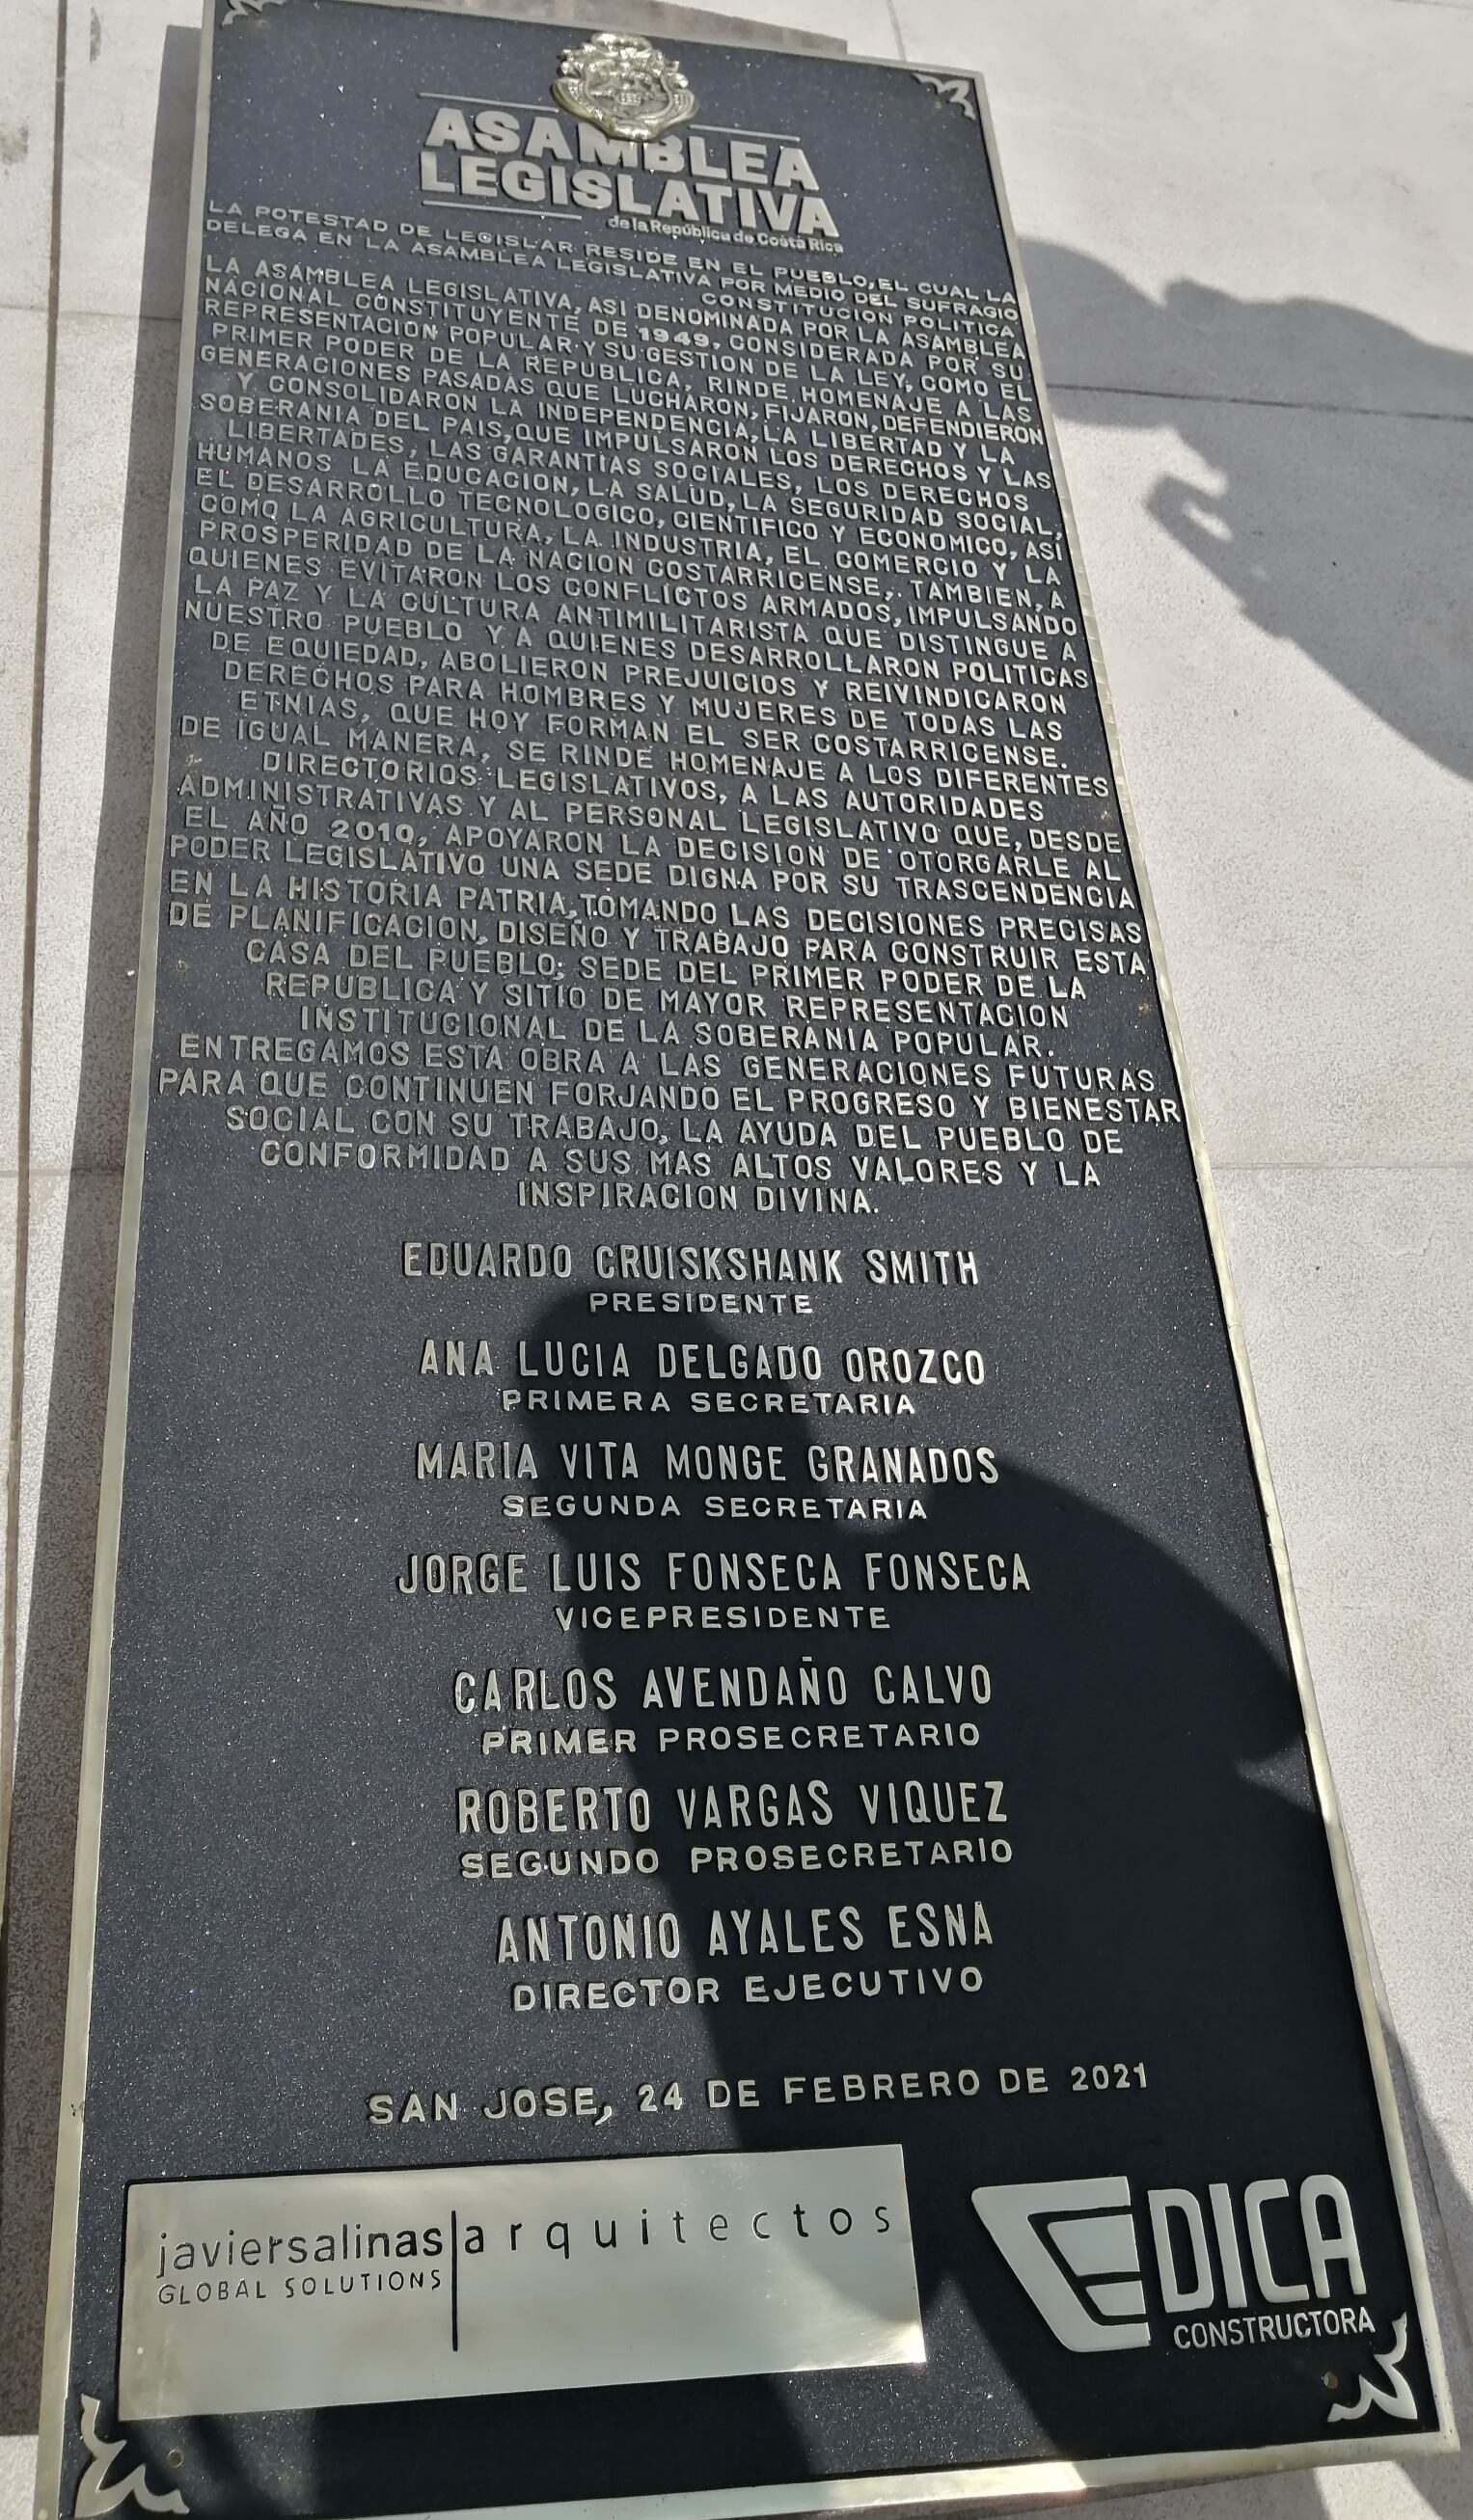 ASAMBLEA
LEGISLATIVA
de la República de Costa Rica
LA POTESTAD DE LEGISLAR RESIDE EN EL PUEBLO, EL CUAL LA
DELEGA EN LA ASAMBLEA LEGISLATIVA POR MEDIO DEL SUFRAGIO
CONSTITUCION POLITICA
LA ASAMBLEA LEGISLATIVA, ASI DENOMINADA POR LA ASAMBLEA
NACIONAL CONSTITUYENTE DE 1949, CONSIDERADA POR SU
REPRESENTACION POPULAR Y SU GESTION DE LA LEY, COMO EL
PRIMER PODER DE LA REPUBLICA, RINDE HOMENAJE A LAS
GENERACIONES PASADAS QUE LUCHARON, FIJARON, DEFENDIERON
Y CONSOLIDARON LA INDEPENDENCIA, LA LIBERTAD Y LA
SOBERANIA DEL PAIS, QUE IMPULSARON LOS DERECHOS Y LAS
LIBERTADES, LAS GARANTIAS SOCIALES, LOS DERECHOS
HUMANOS LA EDUCACION, LA SALUD, LA SEGURIDAD SOCIAL,
EL DESARROLLO TECNOLOGICO, CIENTIFICO Y ECONOMICO, ASI
COMO LA AGRICULTURA, LA INDUSTRIA, EL COMERCIO Y LA
PROSPERIDAD DE LA NACION COSTARRICENSE, TAMBIEN, A
QUIENES EVITARON LOS CONFLICTOS ARMADOS, IMPULSANDO
LA PAZ Y LA CULTURA ANTIMILITARISTA QUE DISTINGUE A
NUESTRO PUEBLO Y A QUIENES DESARROLLARON POLITICAS
DE EQUIEDAD, ABOLIERON PREJUICIOS Y REIVINDICARON
DERECHOS PARA HOMBRES Y MUJERES DE TODAS LAS
ETNIAS, QUE HOY FORMAN EL SER COSTARRICENSE.
DE IGUAL MANERA, SE RINDE HOMENAJE A LOS DIFERENTES
DIRECTORIOS LEGISLATIVOS, A LAS AUTORIDADES
ADMINISTRATIVAS Y AL PERSONAL LEGISLATIVO QUE, DESDE
EL AÑO 2010, APOYARON LA DECISION DE OTORGARLE AL
PODER LEGISLATIVO UNA SEDE DIGNA POR SU TRASCENDENCIA
EN LA HISTORIA PATRIA, TOMANDO LAS DECISIONES PRECISAS
DE PLANIFICACION, DISEÑO Y TRABAJO PARA CONSTRUIR ESTA
CASA DEL PUEBLO, SEDE DEL PRIMER PODER DE LA
REPUBLICA Y SITIO DE MAYOR REPRESENTACION
INSTITUCIONAL DE LA SOBERANIA POPULAR.
ENTREGAMOS ESTA OBRA A LAS GENERACIONES FUTURAS
PARA QUE CONTINUEN FORJANDO EL PROGRESO Y BIENESTAR
SOCIAL CON SU TRABAJO, LA AYUDA DEL PUEBLO DE
CONFORMIDAD A SUS MAS ALTOS VALORES Y LA
INSPIRACION DIVINA.
EDUARDO CRUISKSHANK SMITH
PRESIDENTE
ANA LUCIA DELGADO OROZCO
PRIMERA SECRETARIA
MARIA VITA MONGE GRANADOS
SEGUNDA SECRETARIA
JORGE LUIS FONSECA FONSECA
VICEPRESIDENTE
CARLOS AVENDAÑO CALVO
PRIMER PROSECRETARIO
ROBERTO VARGAS VIQUEZ
SEGUNDO PROSECRETARIO
ANTONIO AYALES ESNA
DIRECTOR EJECUTIVO
SAN JOSE, 24 DE FEBRERO DE 2021
javiersalinas|arquitectos
GLOBAL SOLUTIONS
EDICA
CONSTRUCTORA